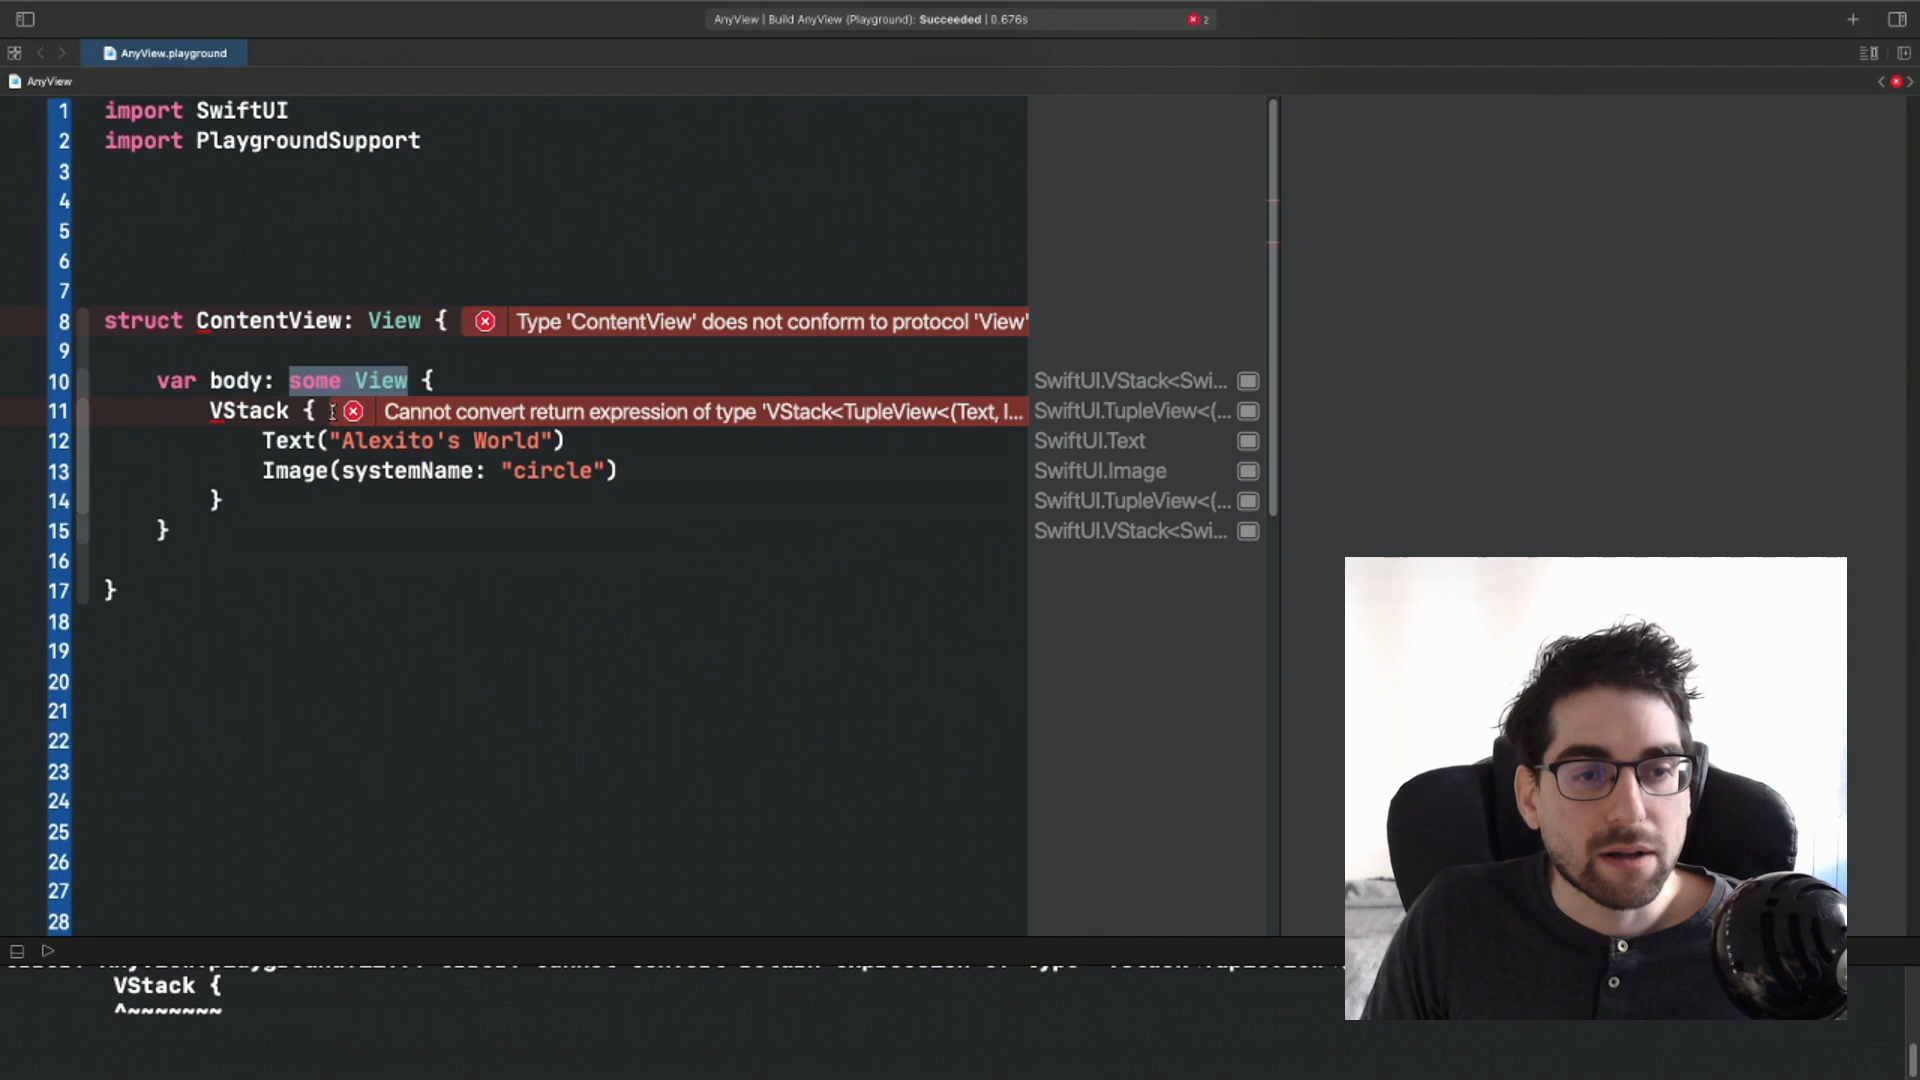 AnyView | Build AnyView (Playground): Succeeded | 0.676s
2
AnyView.playground
AnyView
1 import SwiftUI
2 import PlaygroundSupport
3
4
5
6
7
8 struct ContentView: View { Type 'ContentView' does not conform to protocol 'View'
9
10 var body: some View { SwiftUI.VStack<Swi...
11 VStack { Cannot convert return expression of type 'VStack<TupleView<(Text, I... SwiftUI.TupleView<(...
12 Text("Alexito's World") SwiftUI.Text
13 Image(systemName: "circle") SwiftUI.Image
14 } SwiftUI.TupleView<(...
15 } SwiftUI.VStack<Swi...
16
17 }
18
19
20
21
22
23
24
25
26
27
28
VStack {
^~~~~~~~